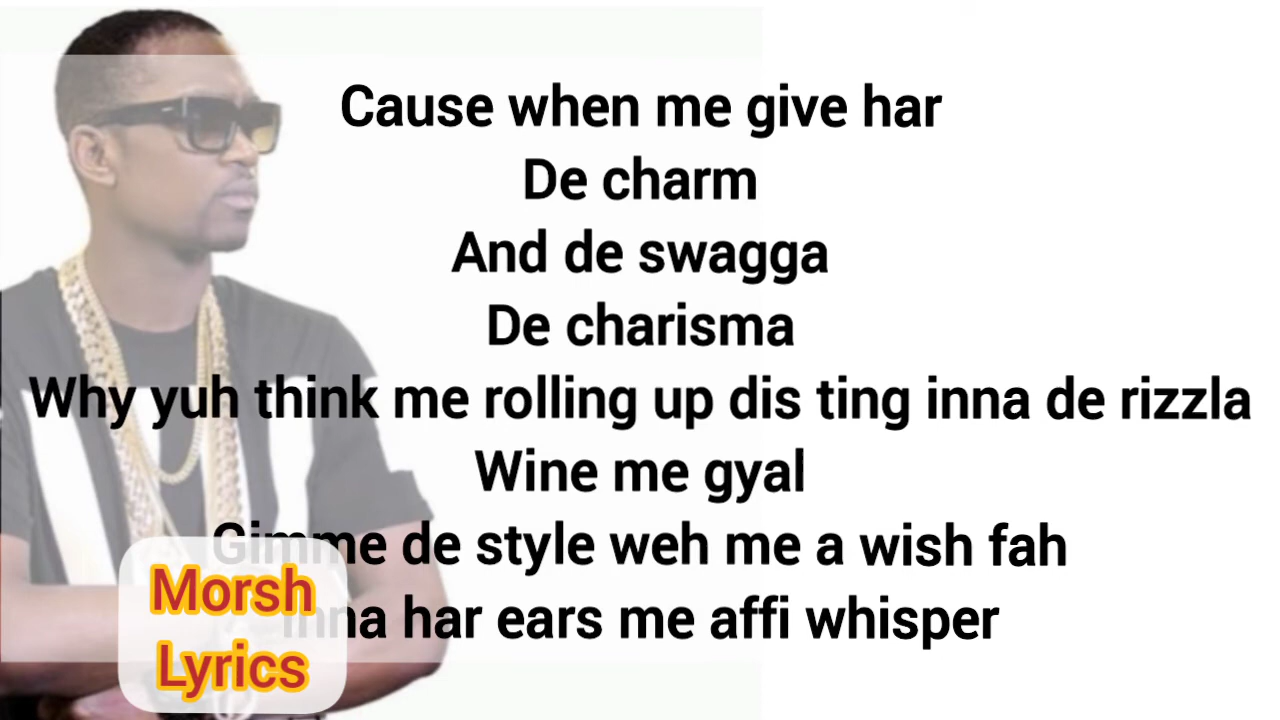 Cause when me give har
De charm
And de swagga
De charisma
Why yuh think me rolling up dis ting inna de rizzla
Wine me gyal
Gimme de style weh me a wish fah
Inna har ears me affi whisper
Morsh
Lyrics